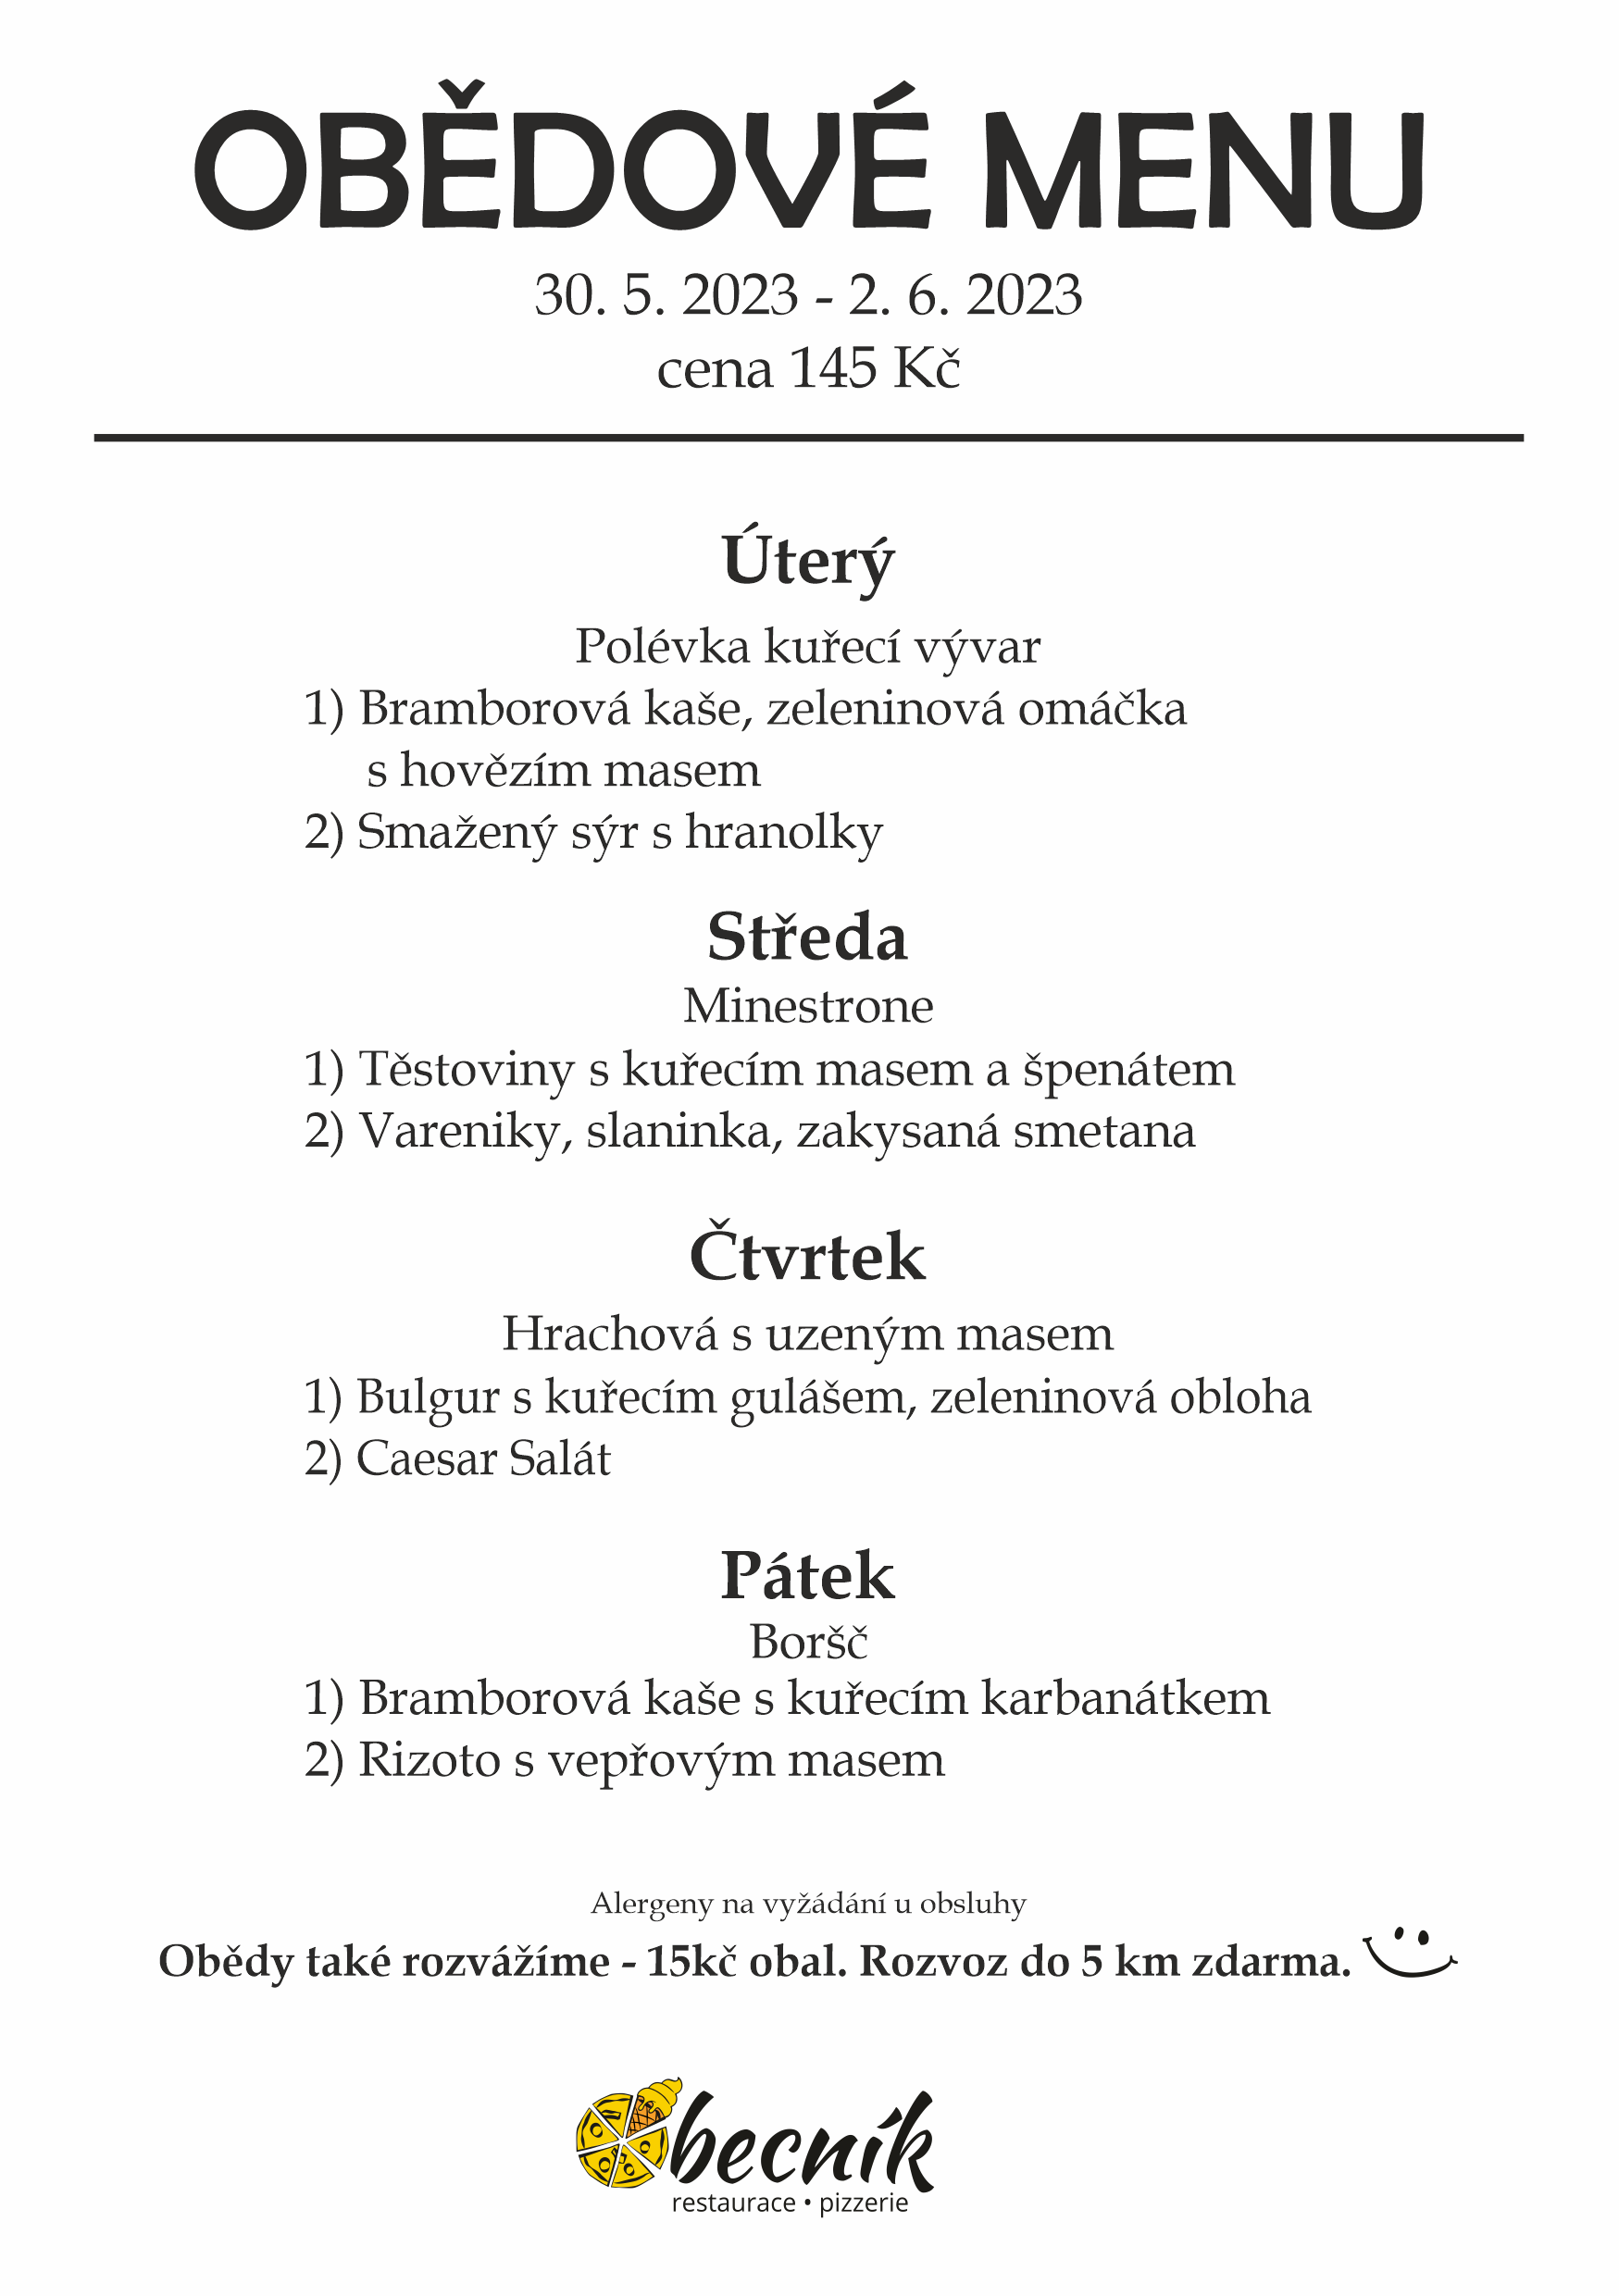 OBĚDOVÉ MENU
30. 5. 2023 - 2. 6. 2023
cena 145 Kč
Úterý
Polévka kuřecí vývar
1) Bramborová kaše, zeleninová omáčka
s hovězím masem
2) Smažený sýr s hranolky
Středa
Minestrone
1) Těstoviny s kuřecím masem a špenátem
2) Vareniky, slaninka, zakysaná smetana
Čtvrtek
Hrachová s uzeným masem
1) Bulgur s kuřecím gulášem, zeleninová obloha
2) Caesar Salát
Pátek
Boršč
1) Bramborová kaše s kuřecím karbanátkem
2) Rizoto s vepřovým masem
Alergeny na vyžádání u obsluhy
Obědy také rozvážíme - 15kč obal. Rozvoz do 5 km zdarma.
becník
restaurace • pizzerie